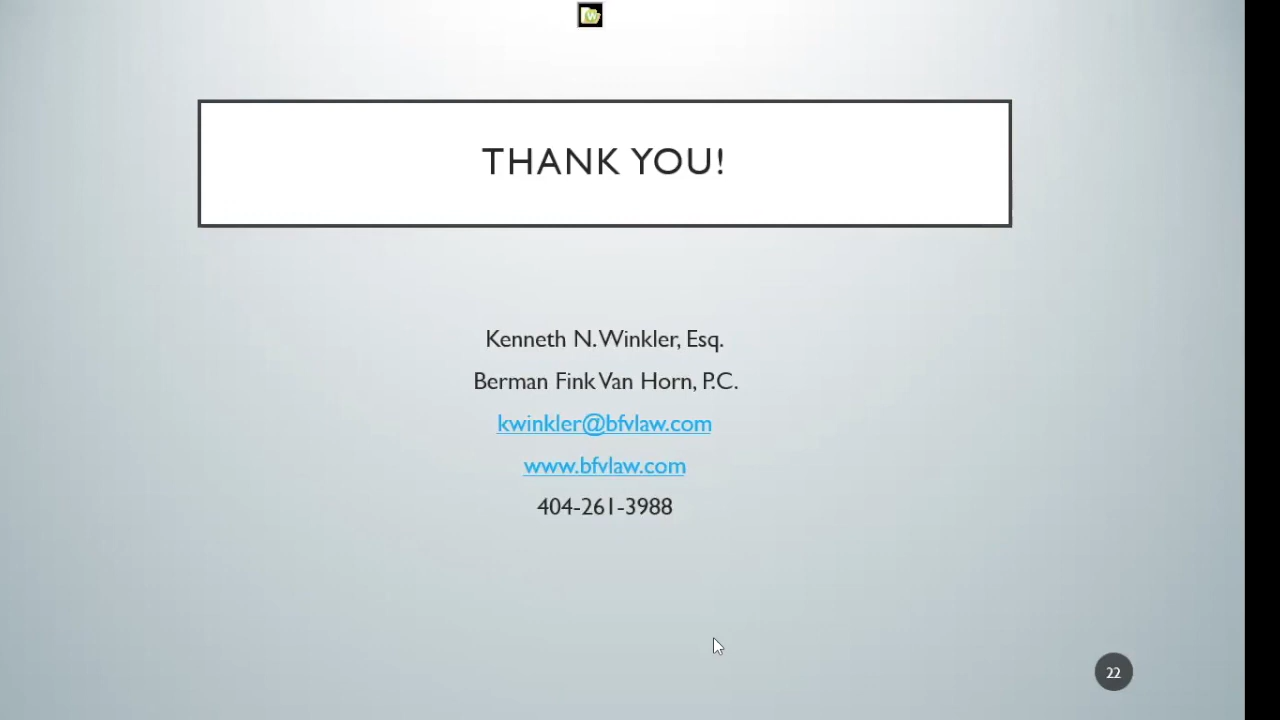 THANK YOU!
Kenneth N. Winkler, Esq.
Berman Fink Van Horn, P.C.
kwinkler@bfvlaw.com
www.bfvlaw.com
404-261-3988
22